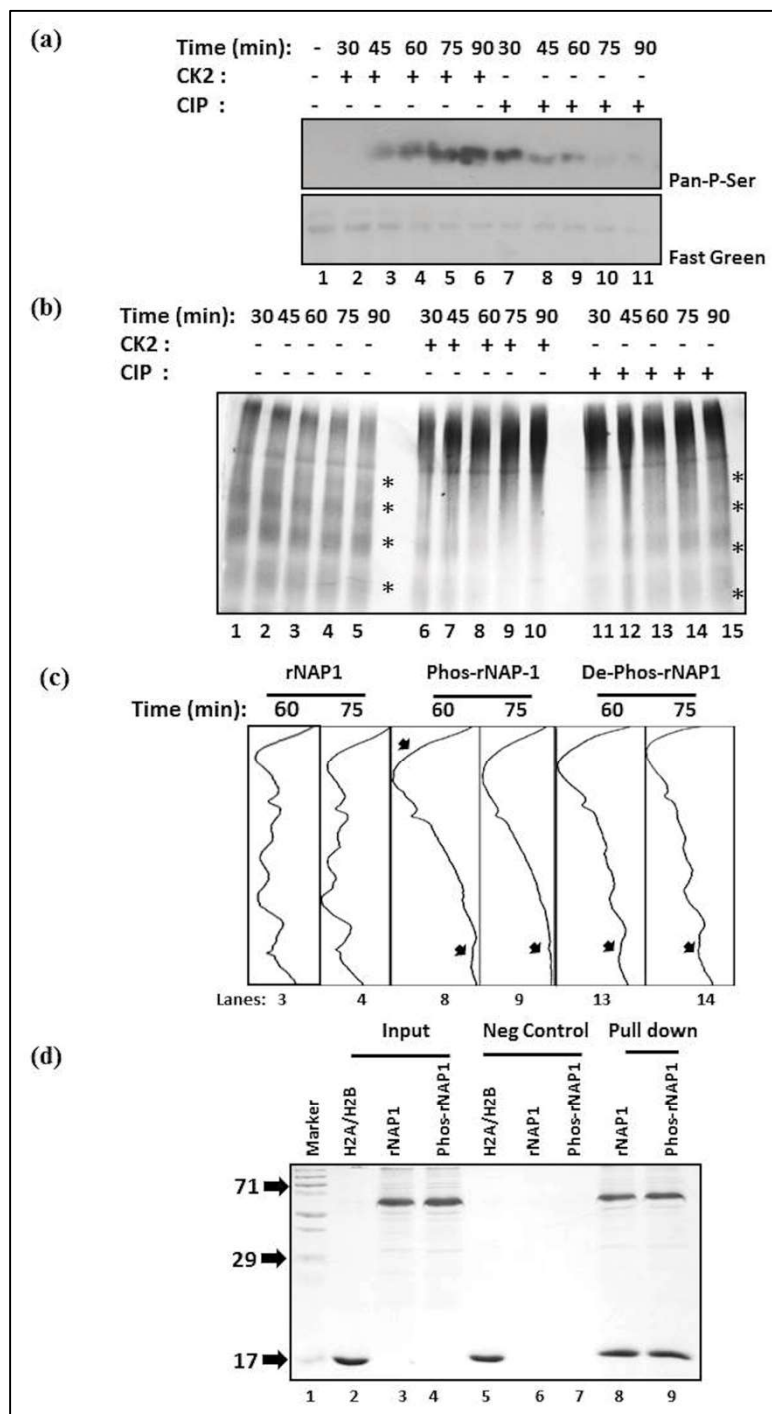 (a)
Time (min): - 30 45 60 75 90 30 45 60 75 90
CK2 : - + + + + + - - - - -
CIP : - - - - - - + + + + +
Pan-P-Ser
Fast Green
1 2 3 4 5 6 7 8 9 10 11
(b)
Time (min): 30 45 60 75 90 30 45 60 75 90 30 45 60 75 90
CK2 : - - - - - + + + + + - - - - -
CIP : - - - - - - - - - - + + + + +
* *
* *
* *
* *
1 2 3 4 5 6 7 8 9 10 11 12 13 14 15
(c)
rNAP1 Phos-rNAP-1 De-Phos-rNAP1
Time (min): 60 75 60 75 60 75
Lanes: 3 4 8 9 13 14
(d)
Input Neg Control Pull down
Marker H2A/H2B rNAP1 Phos-rNAP1 H2A/H2B rNAP1 Phos-rNAP1 rNAP1 Phos-rNAP1
71
29
17
1 2 3 4 5 6 7 8 9